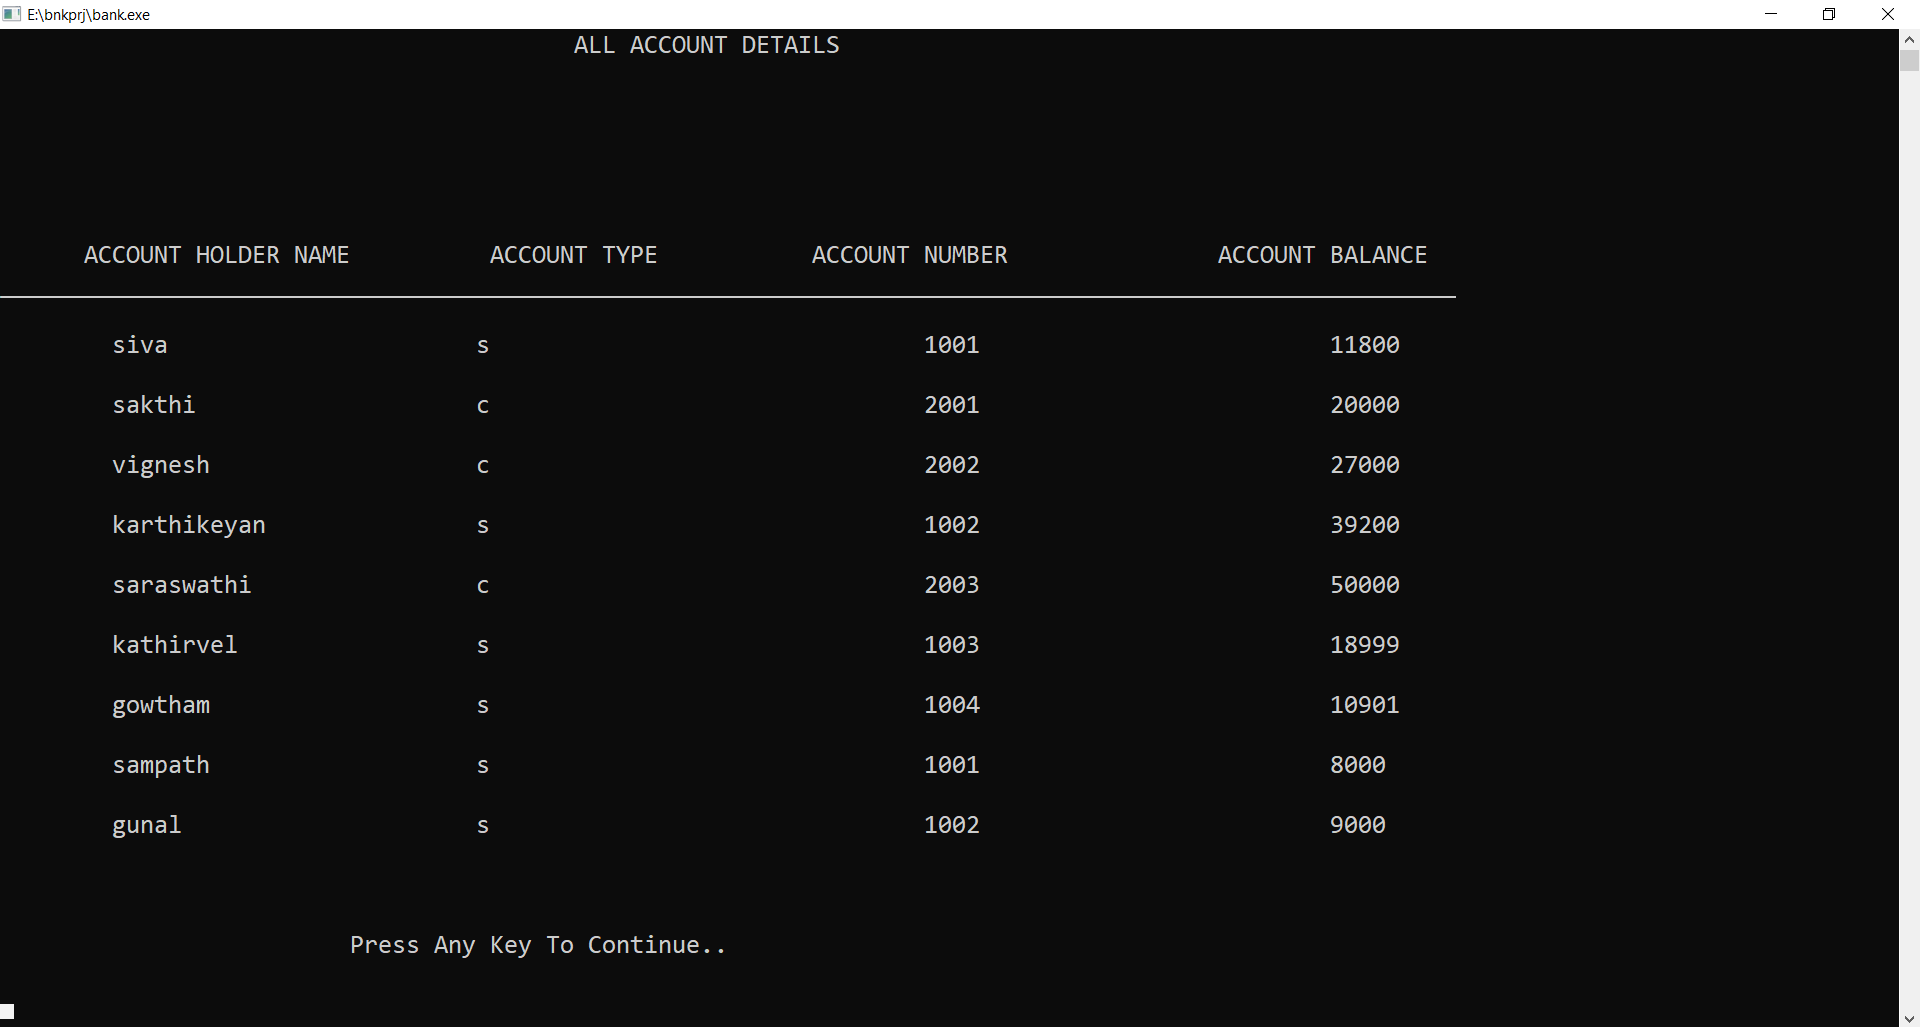 E:\bnkprj\bank.exe
ALL ACCOUNT DETAILS
ACCOUNT HOLDER NAME ACCOUNT TYPE ACCOUNT NUMBER ACCOUNT BALANCE
siva s 1001 11800
sakthi c 2001 20000
vignesh c 2002 27000
karthikeyan s 1002 39200
saraswathi c 2003 50000
kathirvel s 1003 18999
gowtham s 1004 10901
sampath s 1001 8000
gunal s 1002 9000
Press Any Key To Continue..